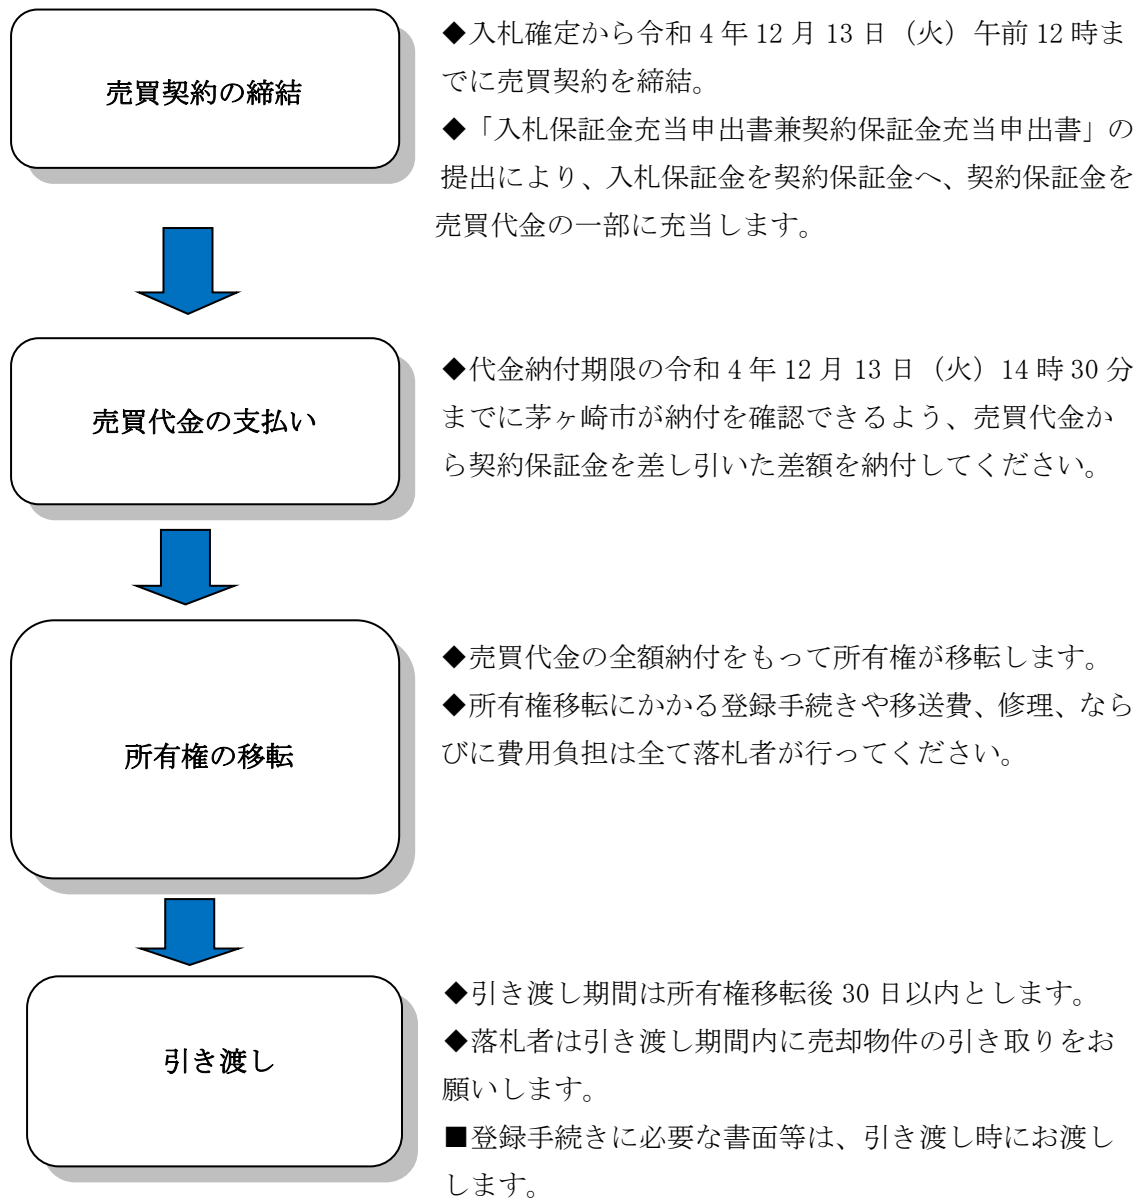 売買契約の締結
◆入札確定から令和4年12月13日（火）午前12時ま
でに売買契約を締結。
◆「入札保証金充当申出書兼契約保証金充当申出書」の
提出により、入札保証金を契約保証金へ、契約保証金を
売買代金の一部に充当します。
売買代金の支払い
◆代金納付期限の令和4年12月13日（火）14時30分
までに茅ヶ崎市が納付を確認できるよう、売買代金か
ら契約保証金を差し引いた差額を納付してください。
所有権の移転
◆売買代金の全額納付をもって所有権が移転します。
◆所有権移転にかかる登録手続きや移送費、修理、なら
びに費用負担は全て落札者が行ってください。
引き渡し
◆引き渡し期間は所有権移転後30日以内とします。
◆落札者は引き渡し期間内に売却物件の引き取りをお
願いします。
■登録手続きに必要な書面等は、引き渡し時にお渡し
します。